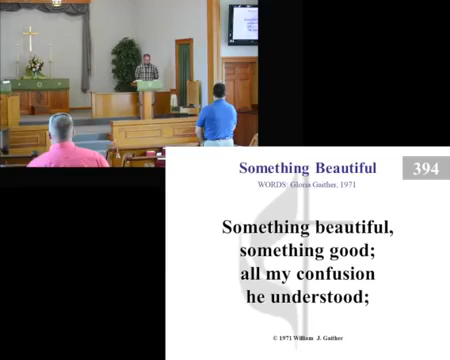 Something Beautiful
394
WORDS: Gloria Gaither, 1971
Something beautiful,
something good;
all my confusion
he understood;
© 1971 William J. Gaither